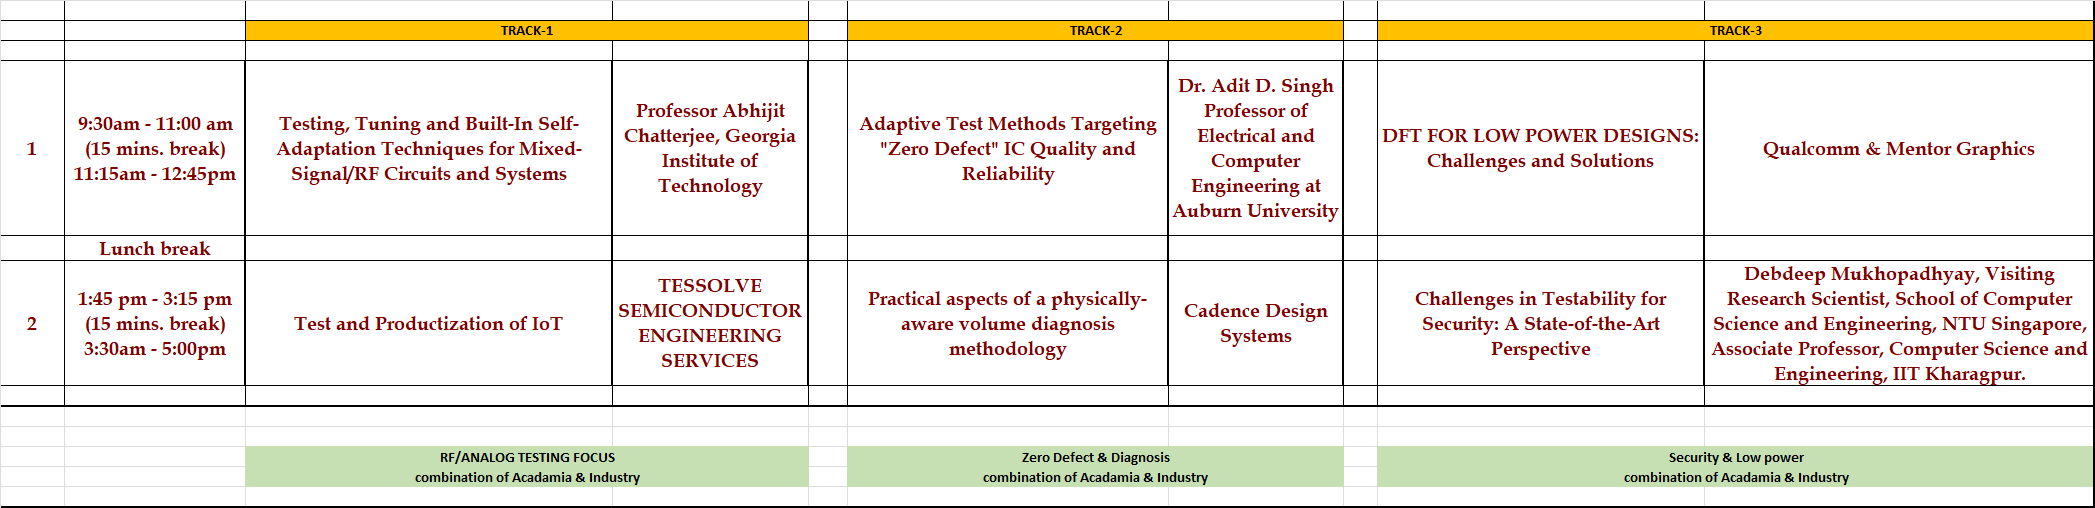 TRACK-1
TRACK-2
TRACK-3
1
9:30am - 11:00 am
(15 mins. break)
11:15am - 12:45pm
Testing, Tuning and Built-In Self-
Adaptation Techniques for Mixed-
Signal/RF Circuits and Systems
Professor Abhijit
Chatterjee, Georgia
Institute of
Technology
Adaptive Test Methods Targeting
"Zero Defect" IC Quality and
Reliability
Dr. Adit D. Singh
Professor of
Electrical and
Computer
Engineering at
Auburn University
DFT FOR LOW POWER DESIGNS:
Challenges and Solutions
Qualcomm & Mentor Graphics
Lunch break
2
1:45 pm - 3:15 pm
(15 mins. break)
3:30am - 5:00pm
Test and Productization of IoT
TESSOLVE
SEMICONDUCTOR
ENGINEERING
SERVICES
Practical aspects of a physically-
aware volume diagnosis
methodology
Cadence Design
Systems
Challenges in Testability for
Security: A State-of-the-Art
Perspective
Debdeep Mukhopadhyay, Visiting
Research Scientist, School of Computer
Science and Engineering, NTU Singapore,
Associate Professor, Computer Science and
Engineering, IIT Kharagpur.
RF/ANALOG TESTING FOCUS
combination of Acadamia & Industry
Zero Defect & Diagnosis
combination of Acadamia & Industry
Security & Low power
combination of Acadamia & Industry